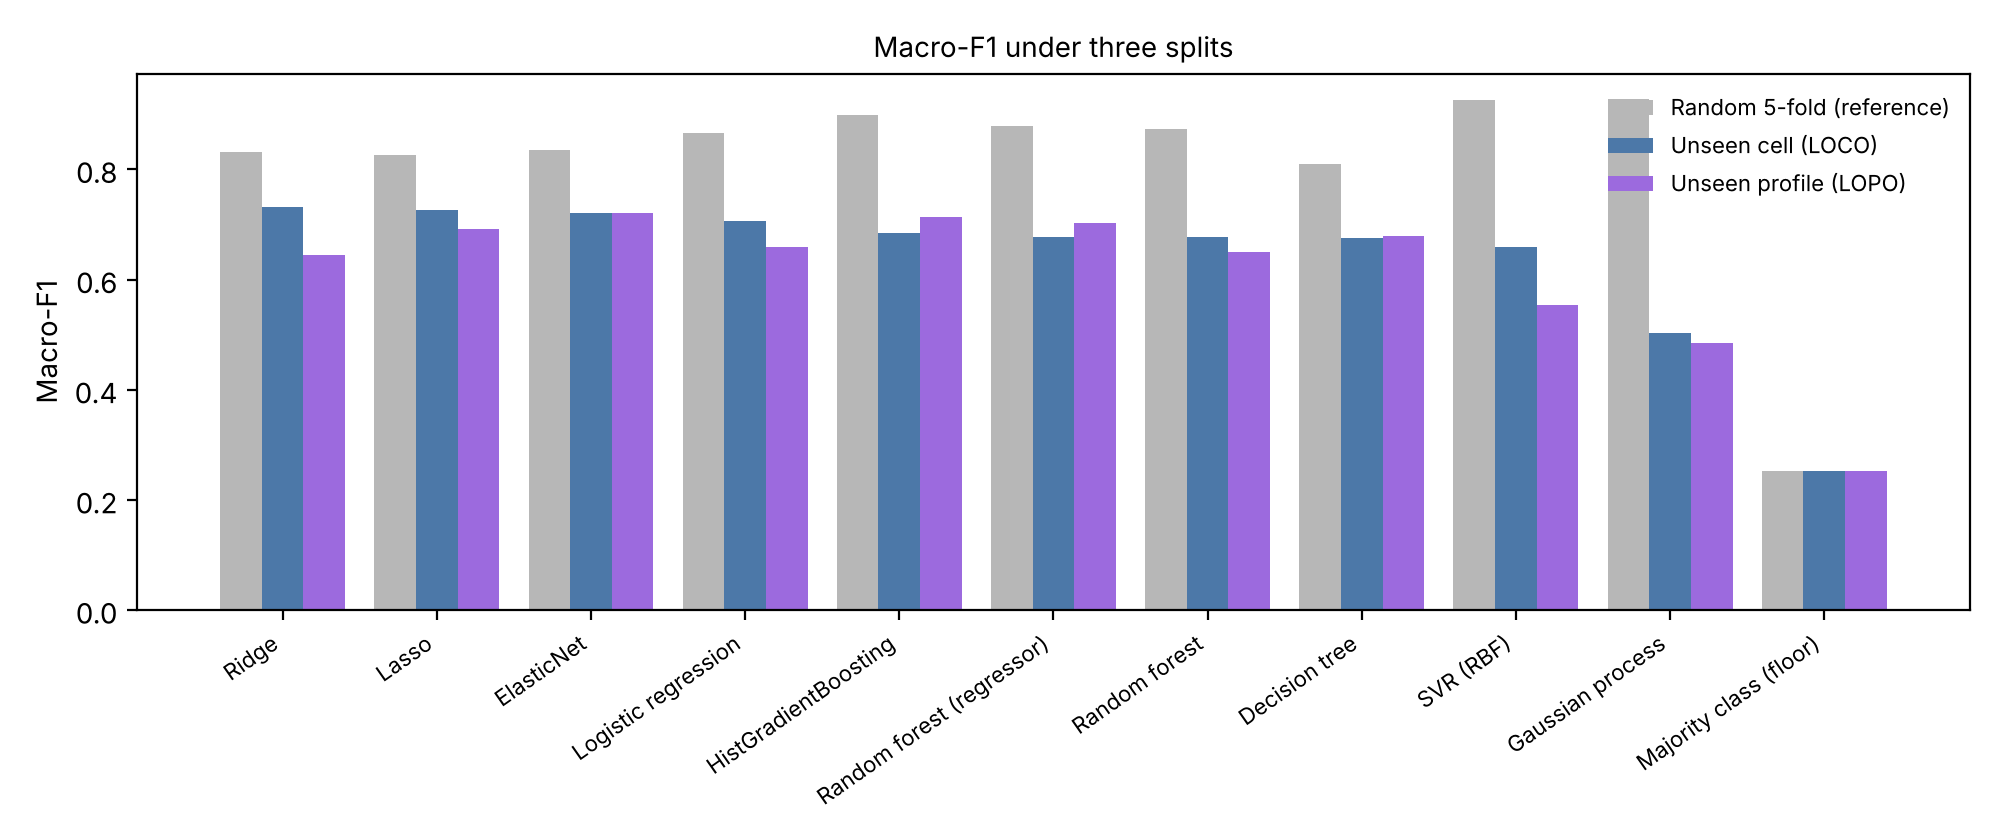 Macro-F1 under three splits
Random 5-fold (reference)
Unseen cell (LOCO)
Unseen profile (LOPO)
Macro-F1
0.8
0.6
0.4
0.2
0.0
Ridge
Lasso
ElasticNet
Logistic regression
HistGradientBoosting
Random forest (regressor)
Random forest
Decision tree
SVR (RBF)
Gaussian process
Majority class (floor)